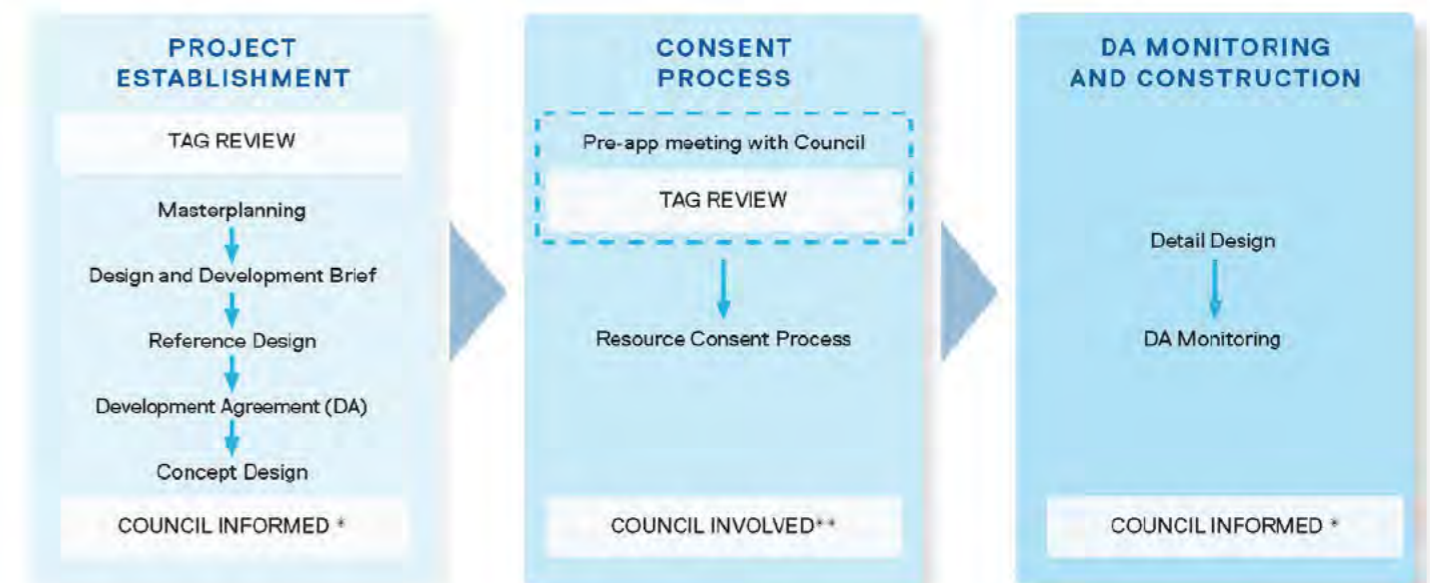 PROJECT
ESTABLISHMENT
TAG REVIEW
Masterplanning
Design and Development Brief
Reference Design
Development Agreement (DA)
Concept Design
COUNCIL INFORMED *
CONSENT
PROCESS
Pre-app meeting with Council
TAG REVIEW
Resource Consent Process
COUNCIL INVOLVED**
DA MONITORING
AND CONSTRUCTION
Detail Design
DA Monitoring
COUNCIL INFORMED *